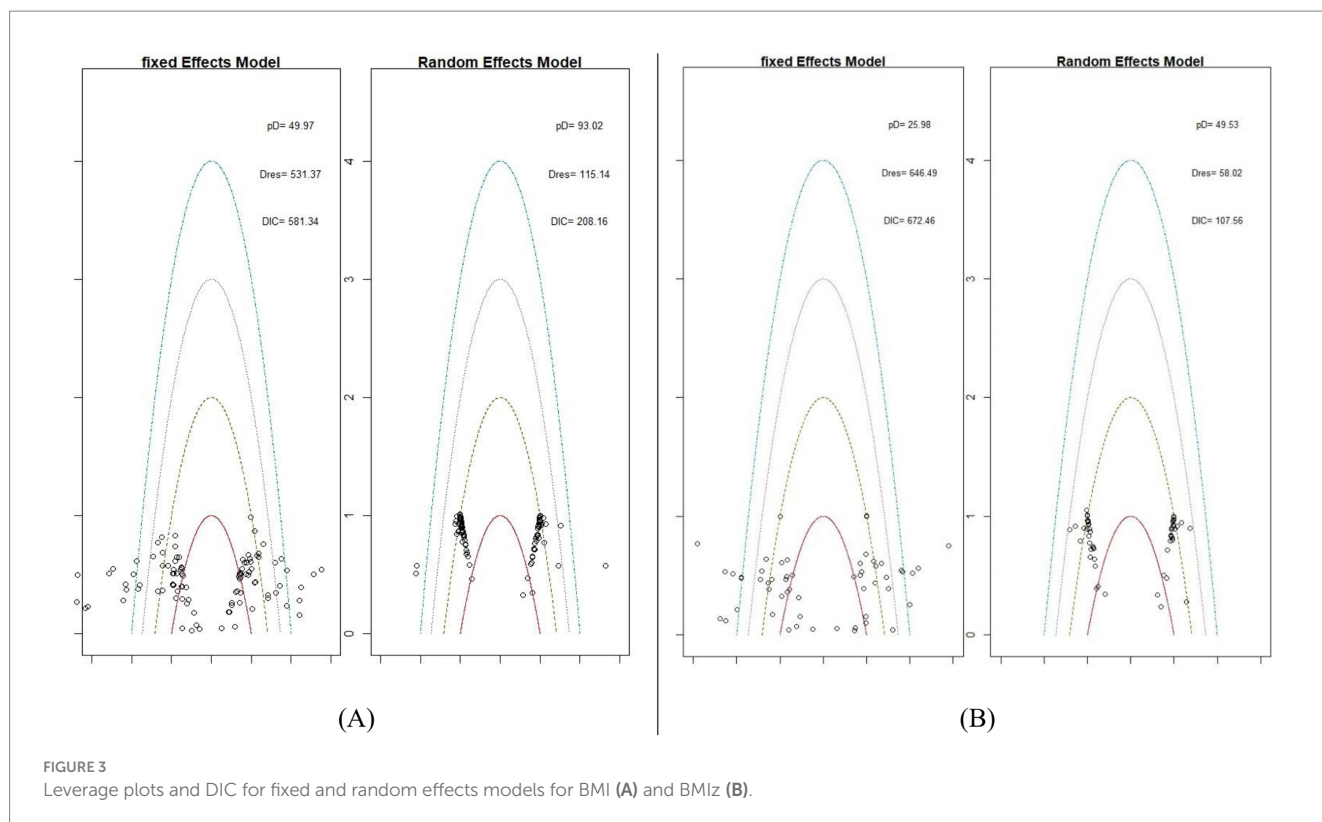 fixed Effects Model
pD= 49.97
Dres= 531.37
DIC= 581.34
Random Effects Model
pD= 93.02
Dres= 115.14
DIC= 208.16
4
3
2
1
0
(A)
fixed Effects Model
pD= 25.98
Dres= 646.49
DIC= 672.46
Random Effects Model
pD= 49.53
Dres= 58.02
DIC= 107.56
4
3
2
1
0
(B)
FIGURE 3
Leverage plots and DIC for fixed and random effects models for BMI (A) and BMIz (B).